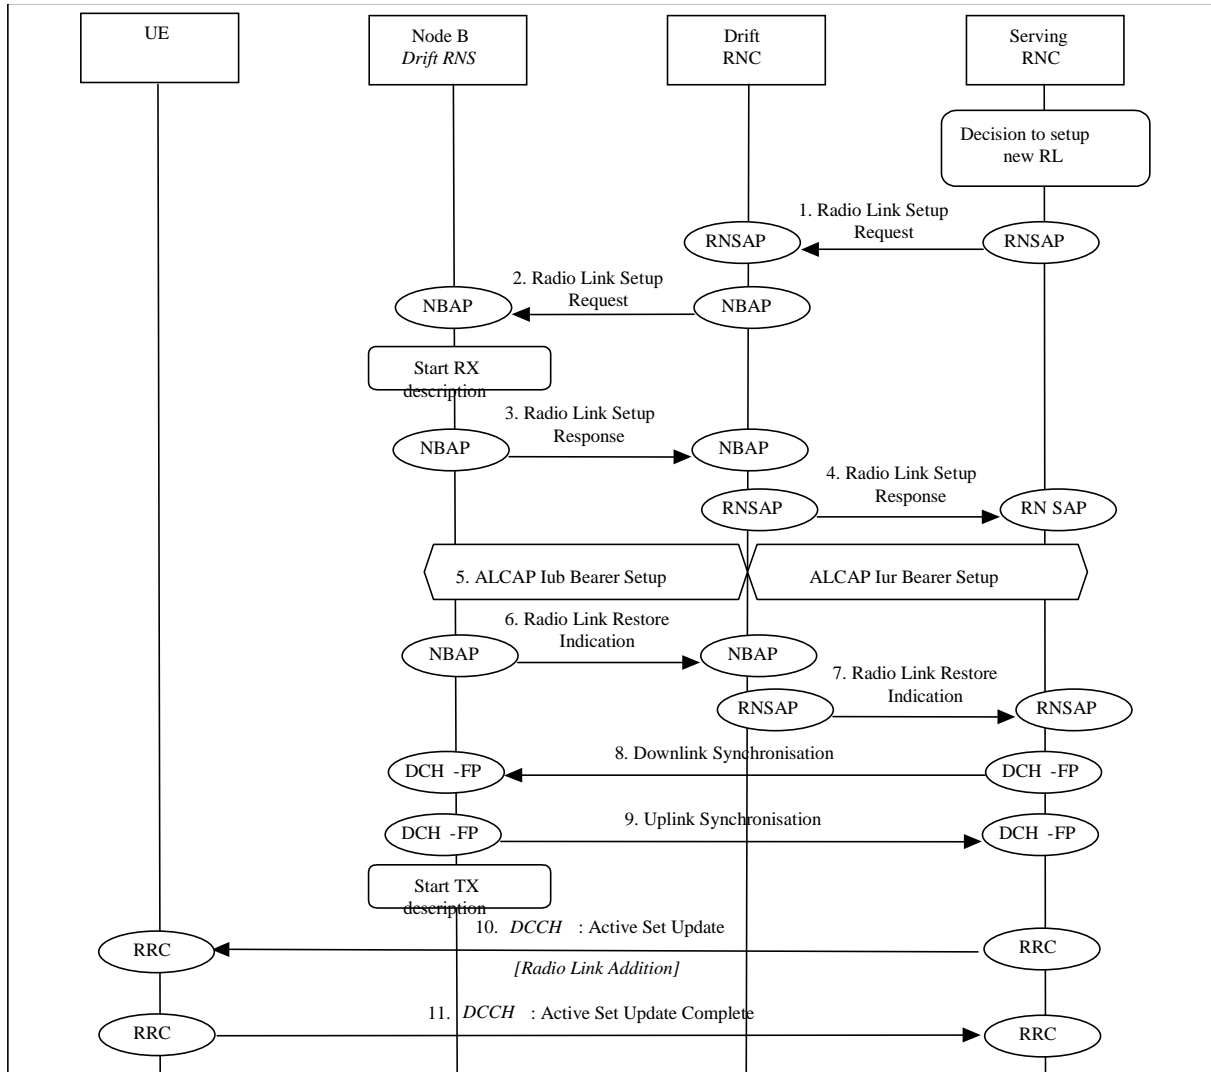 UE
Node B
Drift RNS
Drift
RNC
Serving
RNC
Decision to setup
new RL
1. Radio Link Setup
Request
RNSAP
RNSAP
2. Radio Link Setup
Request
NBAP
NBAP
Start RX
description
3. Radio Link Setup
Response
NBAP
NBAP
4. Radio Link Setup
Response
RNSAP
RN SAP
5. ALCAP Iub Bearer Setup
ALCAP Iur Bearer Setup
6. Radio Link Restore
Indication
NBAP
NBAP
7. Radio Link Restore
Indication
RNSAP
RNSAP
8. Downlink Synchronisation
DCH -FP
DCH -FP
9. Uplink Synchronisation
DCH -FP
DCH -FP
Start TX
description
10. DCCH : Active Set Update
RRC
RRC
[Radio Link Addition]
11. DCCH : Active Set Update Complete
RRC
RRC